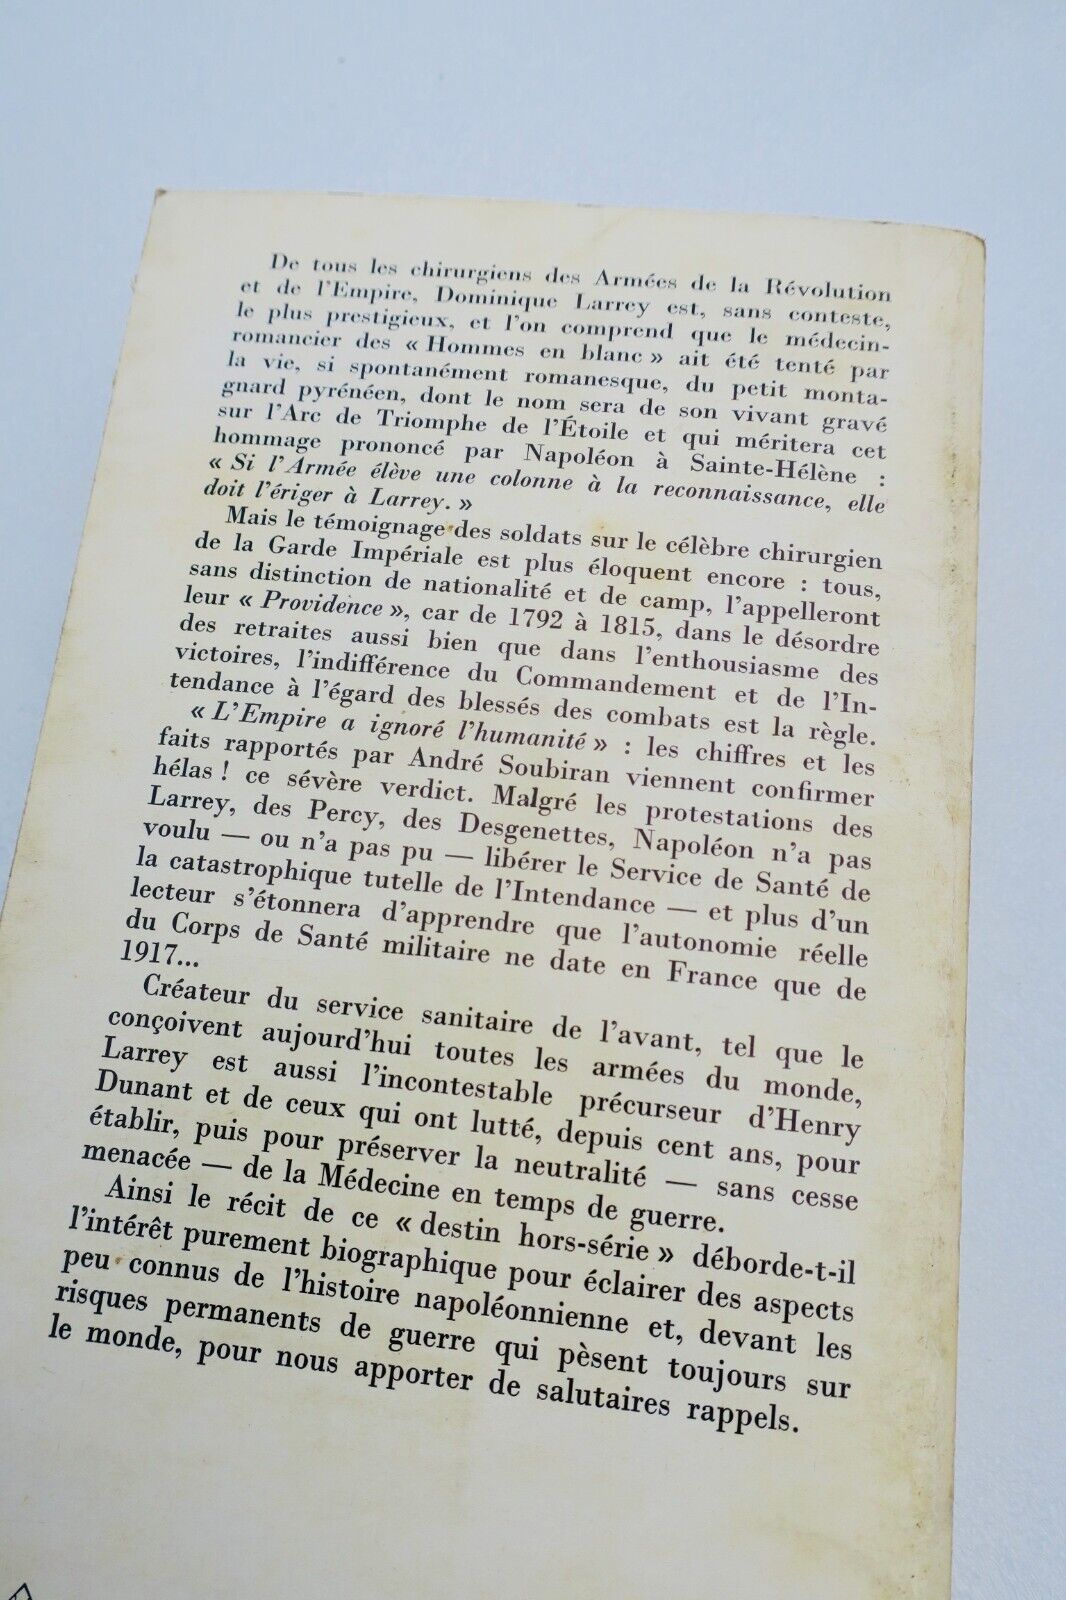 De tous les chirurgiens des Armées de la Révolution
et de l'Empire, Dominique Larrey est, sans conteste,
le plus prestigieux, et l'on comprend que le médecin-
romancier des « Hommes en blanc » ait été tenté par
la vie, si spontanément romanesque, du petit monta-
gnard pyrénéen, dont le nom sera de son vivant gravé
sur l'Arc de Triomphe de l'Étoile et qui méritera cet
hommage prononcé par Napoléon à Sainte-Hélène :
« Si l'Armée élève une colonne à la reconnaissance, elle
doit l'ériger à Larrey. »
Mais le témoignage des soldats sur le célèbre chirurgien
de la Garde Impériale est plus éloquent encore : tous,
sans distinction de nationalité et de camp, l'appelleront
leur « Providence », car de 1792 à 1815, dans le désordre
des retraites aussi bien que dans l'enthousiasme des
victoires, l'indifférence du Commandement et de l'In-
tendance à l'égard des blessés des combats est la règle.
« L'Empire a ignoré l'humanité » : les chiffres et les
faits rapportés par André Soubiran viennent confirmer
hélas ! ce sévère verdict. Malgré les protestations des
Larrey, des Percy, des Desgenettes, Napoléon n'a pas
voulu — ou n'a pas pu — libérer le Service de Santé de
la catastrophique tutelle de l'Intendance — et plus d'un
lecteur s'étonnera d'apprendre que l'autonomie réelle
du Corps de Santé militaire ne date en France que de
1917...
Créateur du service sanitaire de l'avant, tel que le
conçoivent aujourd'hui toutes les armées du monde,
Larrey est aussi l'incontestable précurseur d'Henry
Dunant et de ceux qui ont lutté, depuis cent ans, pour
établir, puis pour préserver la neutralité — sans cesse
menacée — de la Médecine en temps de guerre.
Ainsi le récit de ce « destin hors-série » déborde-t-il
l'intérêt purement biographique pour éclairer des aspects
peu connus de l'histoire napoléonnienne et, devant les
risques permanents de guerre qui pèsent toujours sur
le monde, pour nous apporter de salutaires rappels.